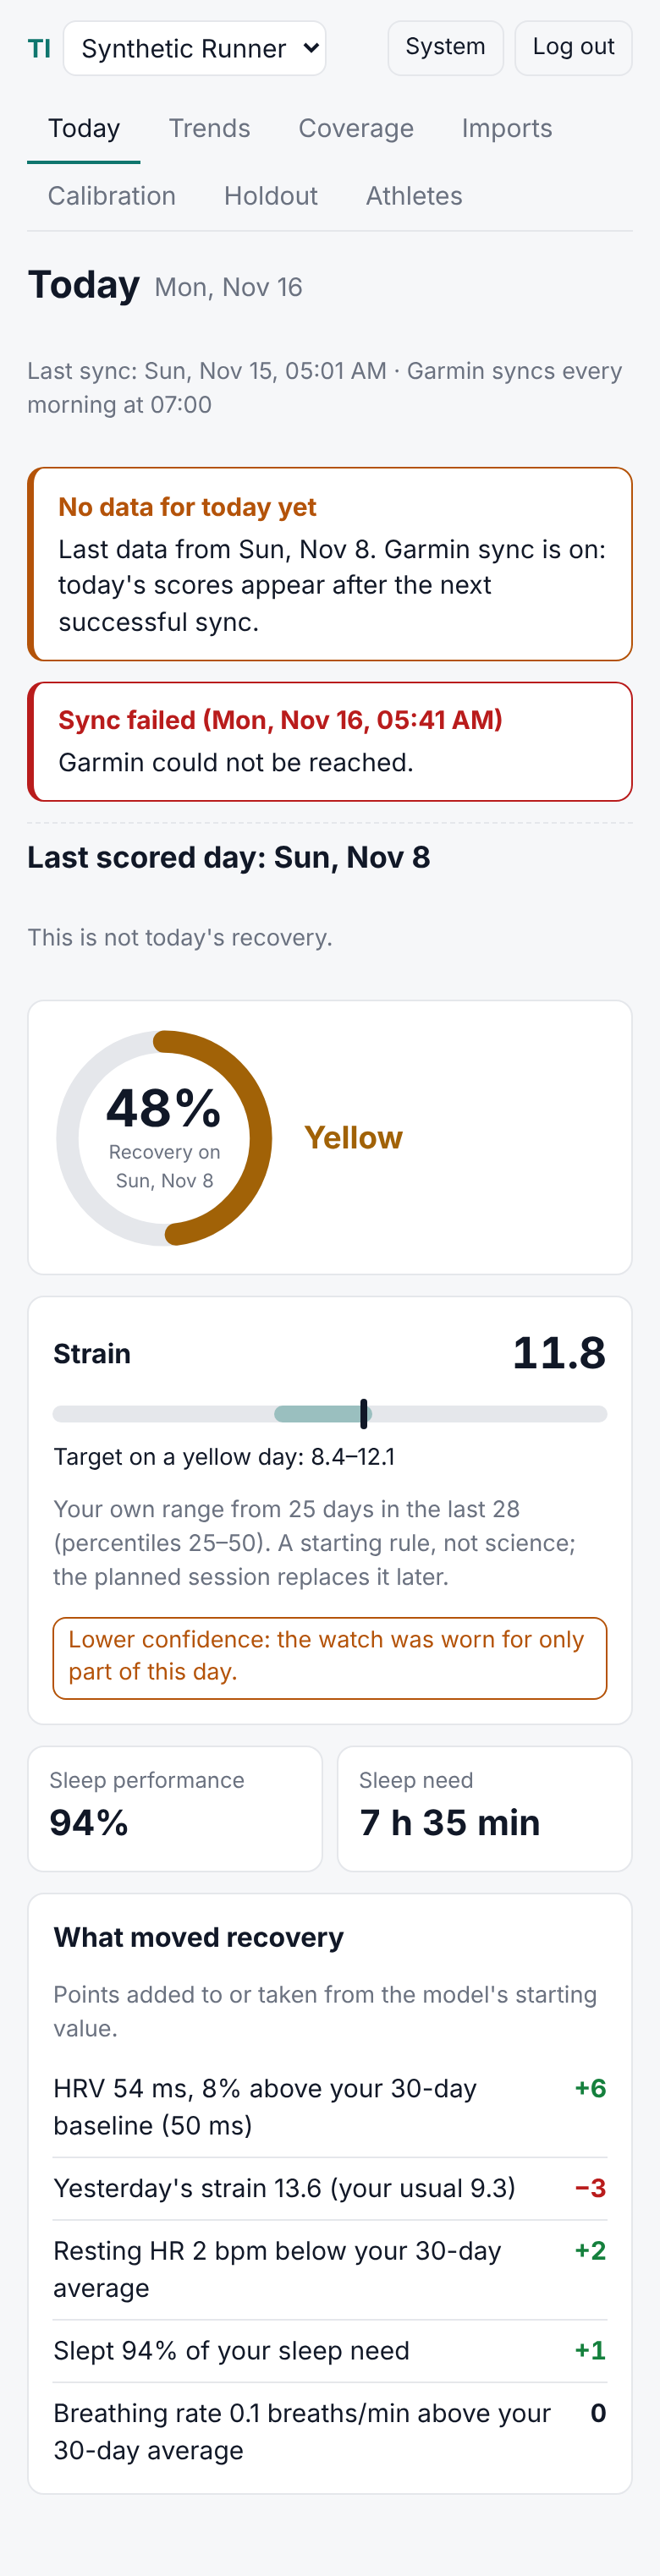 TI Synthetic Runner System Log out
Today Trends Coverage Imports
Calibration Holdout Athletes
Today Mon, Nov 16
Last sync: Sun, Nov 15, 05:01 AM · Garmin syncs every
morning at 07:00
No data for today yet
Last data from Sun, Nov 8. Garmin sync is on:
today's scores appear after the next
successful sync.
Sync failed (Mon, Nov 16, 05:41 AM)
Garmin could not be reached.
Last scored day: Sun, Nov 8
This is not today's recovery.
48%
Recovery on
Sun, Nov 8
Yellow
Strain 11.8
Target on a yellow day: 8.4–12.1
Your own range from 25 days in the last 28
(percentiles 25–50). A starting rule, not science;
the planned session replaces it later.
Lower confidence: the watch was worn for only
part of this day.
Sleep performance
94%
Sleep need
7 h 35 min
What moved recovery
Points added to or taken from the model's starting
value.
HRV 54 ms, 8% above your 30-day +6
baseline (50 ms)
Yesterday's strain 13.6 (your usual 9.3) −3
Resting HR 2 bpm below your 30-day +2
average
Slept 94% of your sleep need +1
Breathing rate 0.1 breaths/min above your 0
30-day average